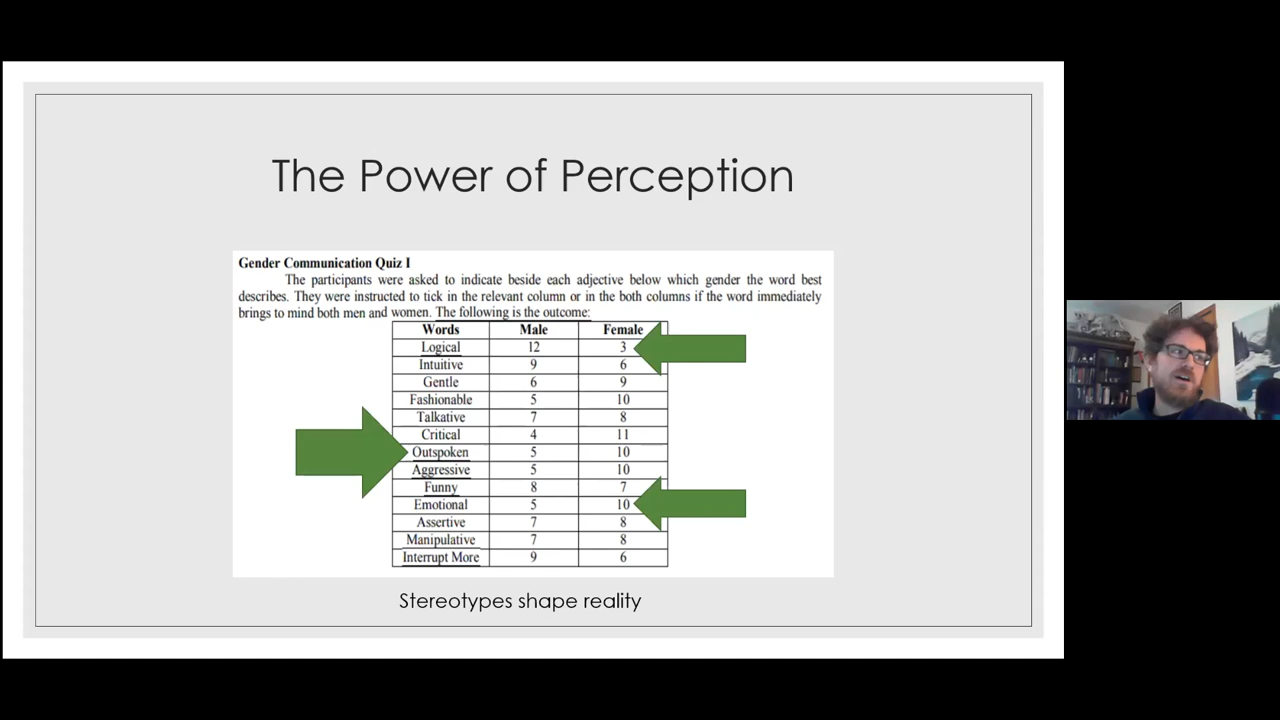 The Power of Perception
Gender Communication Quiz I
The participants were asked to indicate beside each adjective below which gender the word best
describes. They were instructed to tick in the relevant column or in the both columns if the word immediately
brings to mind both men and women. The following is the outcome:
Words Male Female
Logical 12 3
Intuitive 9 6
Gentle 6 9
Fashionable 5 10
Talkative 7 8
Critical 4 11
Outspoken 5 10
Aggressive 5 10
Funny 8 7
Emotional 5 10
Assertive 7 8
Manipulative 7 8
Interrupt More 9 6
Stereotypes shape reality